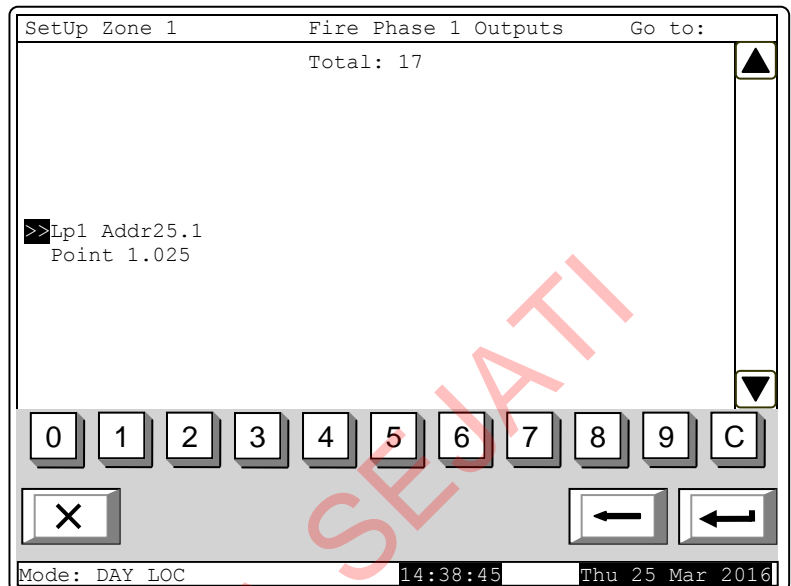 SetUp Zone 1 Fire Phase 1 Outputs Go to:
Total: 17
>>Lp1 Addr25.1
Point 1.025
0 1 2 3 4 5 6 7 8 9 C
Mode: DAY LOC 14:38:45 Thu 25 Mar 2016
SEJATI